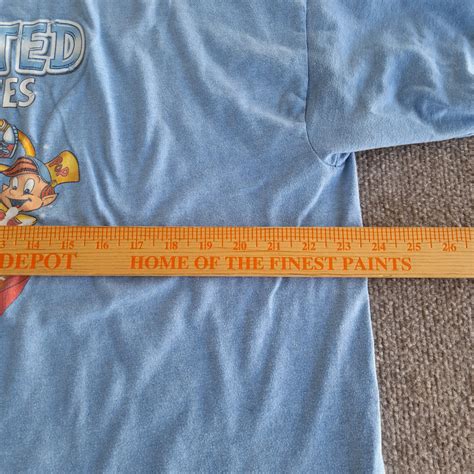 TED
ES
3 14 15 16 17 18 19 20 21 22 23 24 25 26
DEPOT HOME OF THE FINEST PAINTS